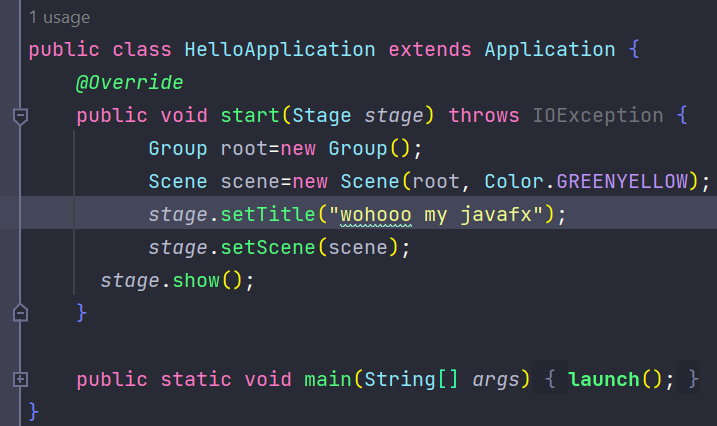 1 usage
public class HelloApplication extends Application {
@Override
public void start(Stage stage) throws IOException {
Group root=new Group();
Scene scene=new Scene(root, Color.GREENYELLOW);
stage.setTitle("wohooo my javafx");
stage.setScene(scene);
stage.show();
}
public static void main(String[] args) { launch(); }
}